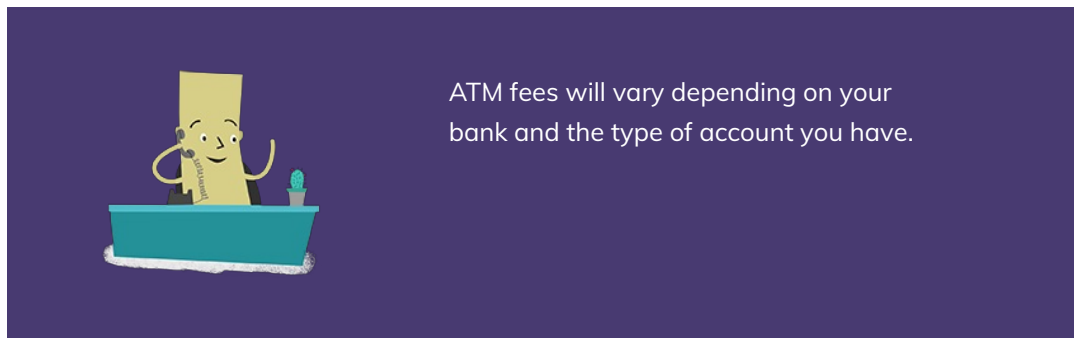 ATM fees will vary depending on your
bank and the type of account you have.